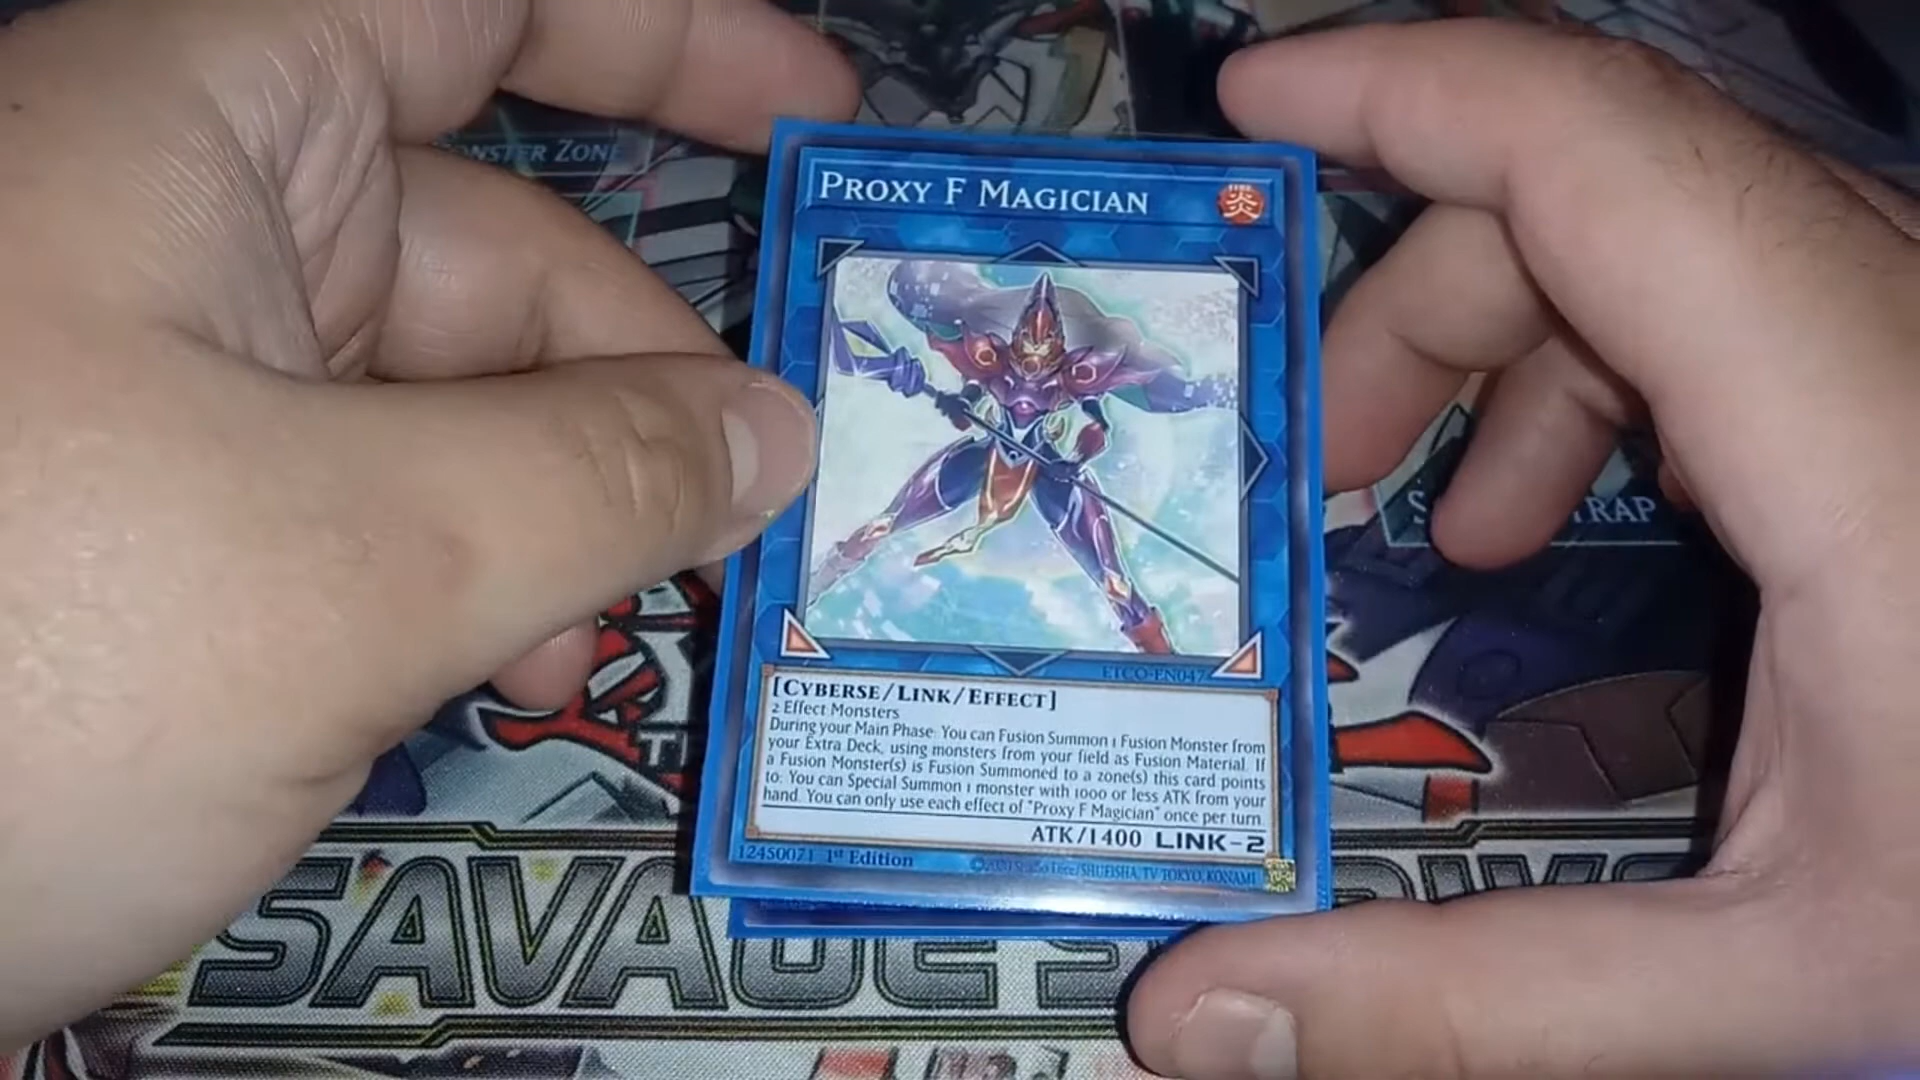 MONSTER ZONE
PROXY F MAGICIAN
FIRE
炎
TRAP
ETCO-EN047
[CYBERSE/LINK/EFFECT]
2 Effect Monsters
During your Main Phase: You can Fusion Summon 1 Fusion Monster from
your Extra Deck, using monsters from your field as Fusion Material. If
a Fusion Monster(s) is Fusion Summoned to a zone(s) this card points
to: You can Special Summon 1 monster with 1000 or less ATK from your
hand. You can only use each effect of "Proxy F Magician" once per turn.
ATK/1400 LINK-2
12450071 1st Edition
©2020 Studio Dice/SHUEISHA, TV TOKYO, KONAMI
SAVAGE